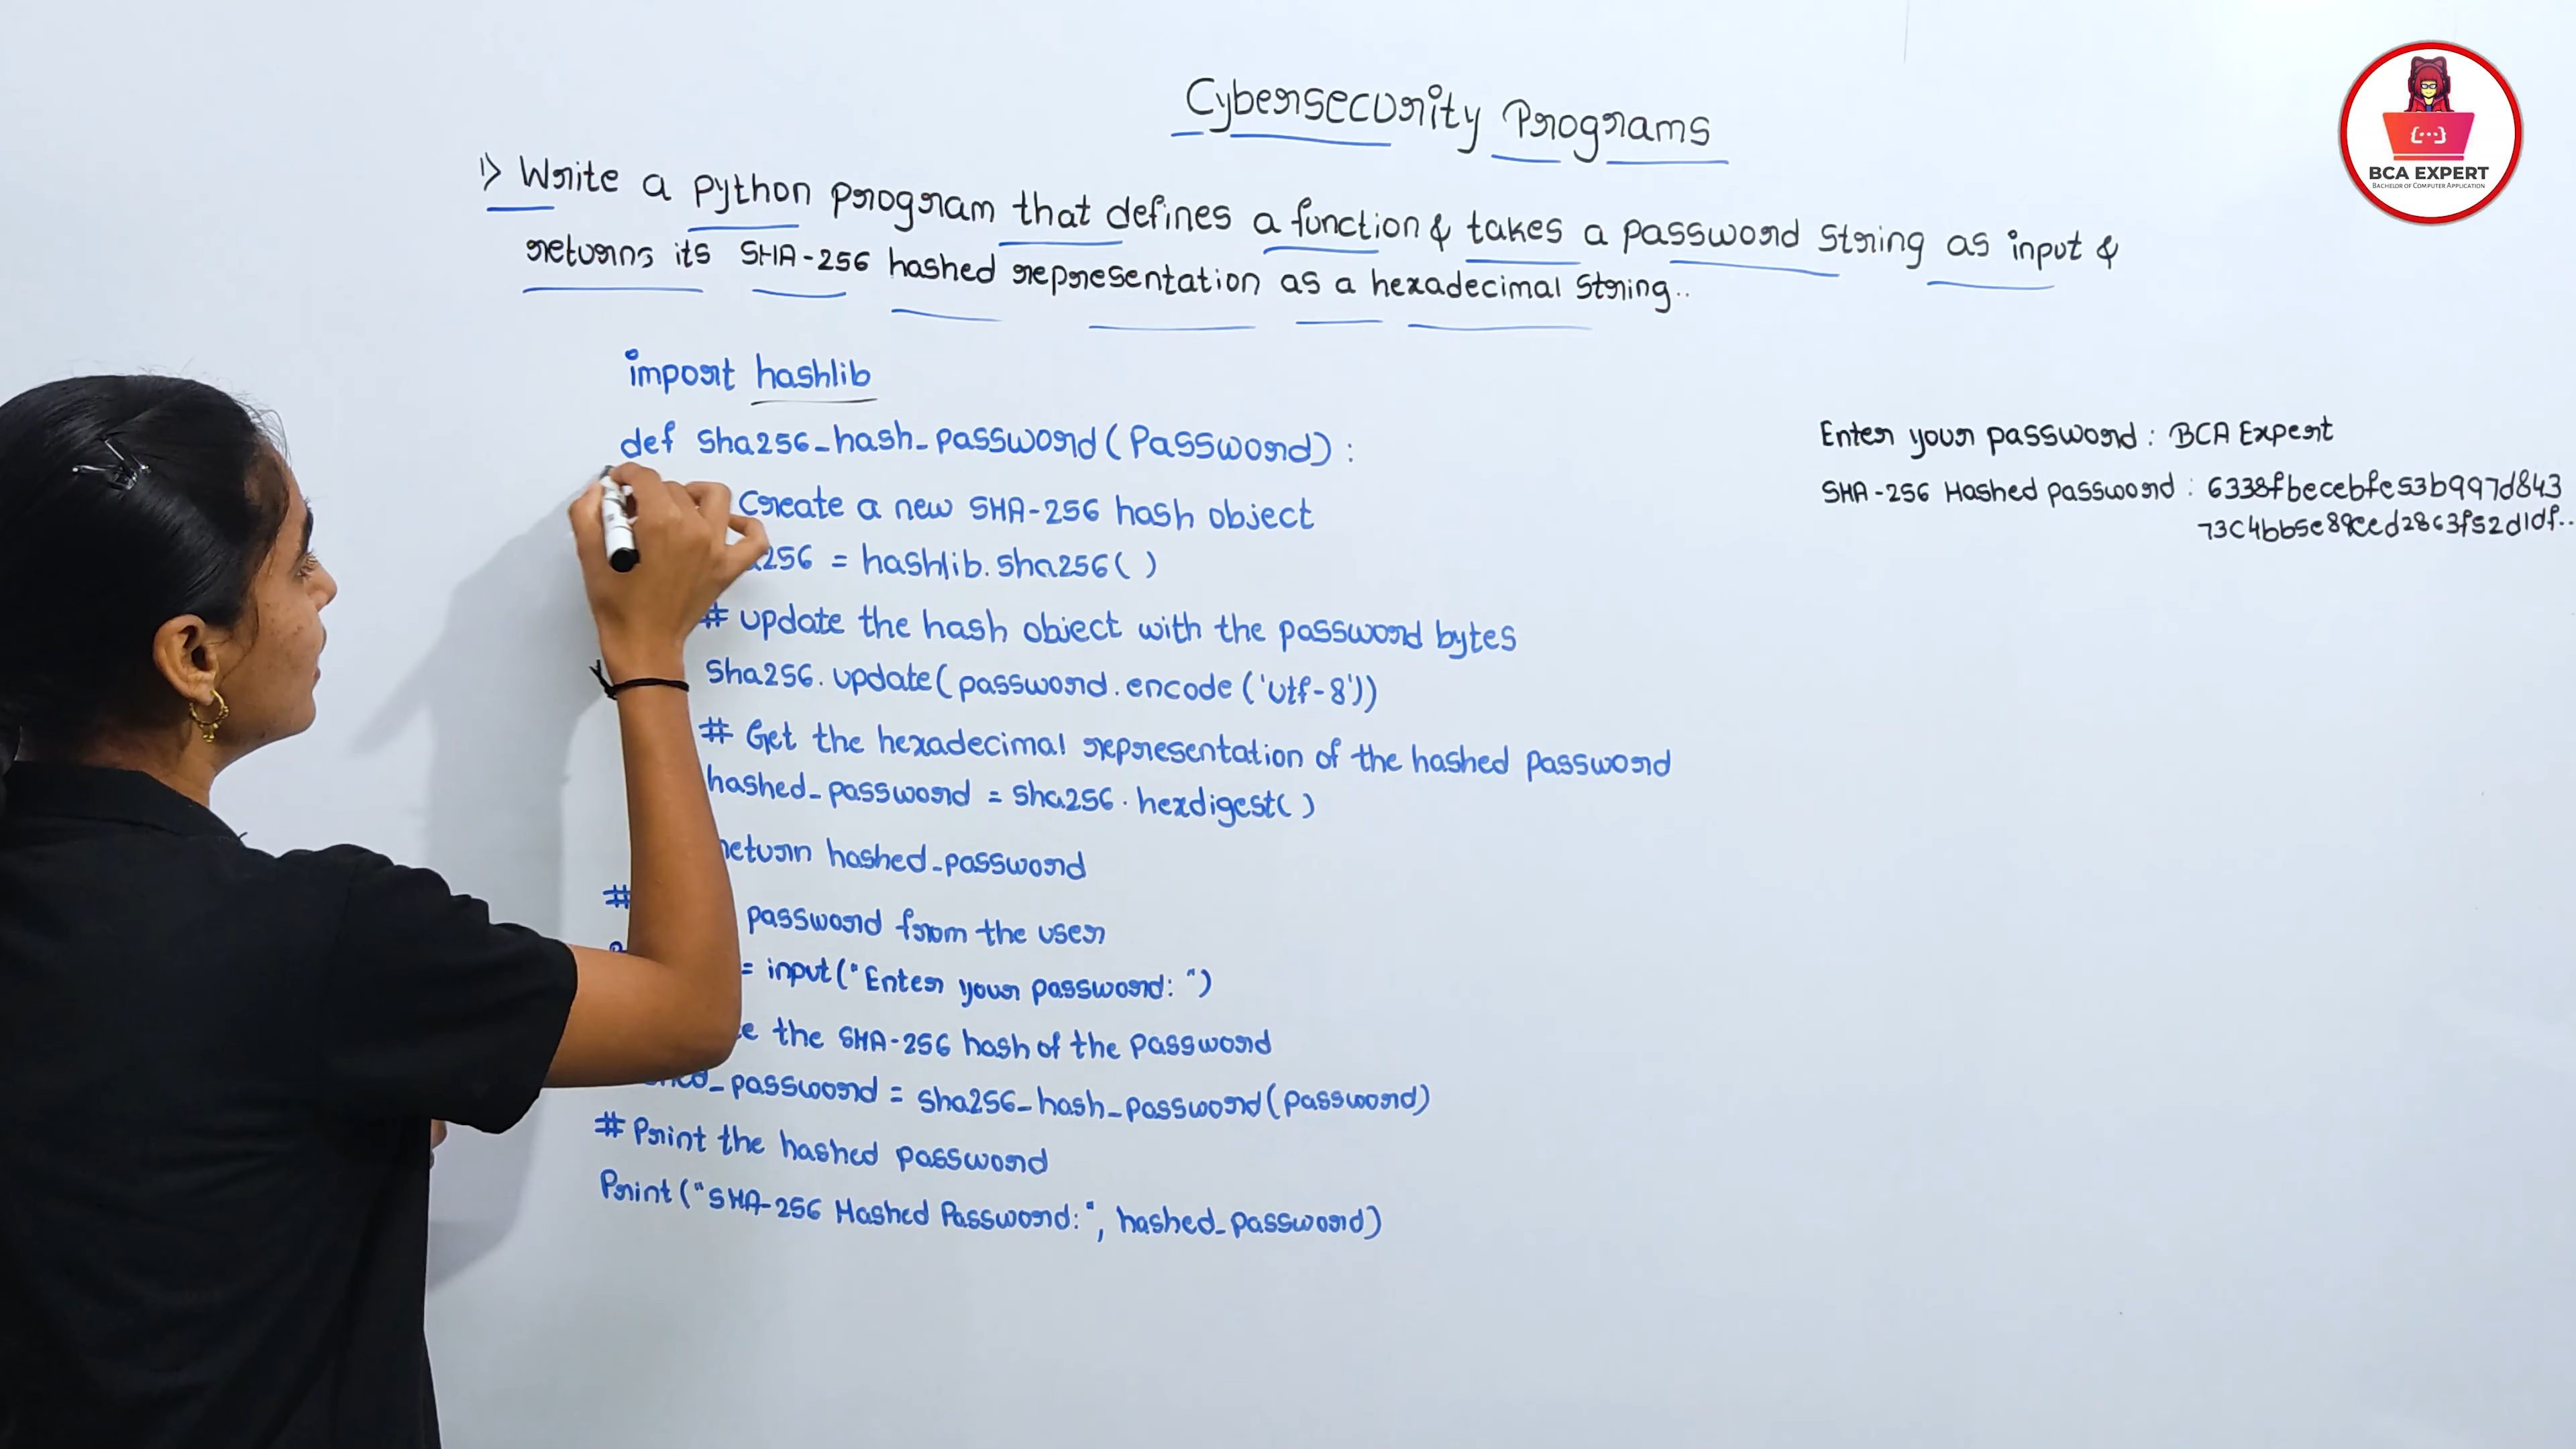 Cybersecurity Programs
1> Write a python program that defines a function & takes a password String as input &
returns its SHA-256 hashed representation as a hexadecimal String..
import hashlib
def Sha256_hash_password(Password):
Create a new SHA-256 hash object
256 = hashlib.sha256( )
# Update the hash object with the password bytes
Sha256.update(password.encode('utf-8'))
# Get the hexadecimal representation of the hashed password
hashed_password = Sha256.hexdigest( )
return hashed_password
#
password from the user
= input("Enter your password: ")
the SHA-256 hash of the password
_password = Sha256_hash_password(password)
# Print the hashed password
Print("SHA-256 Hashed Password:", hashed_password)
Enter your password : BCA Expert
SHA-256 Hashed password :
BCA EXPERT
BACHELOR OF COMPUTER APPLICATION
{...}